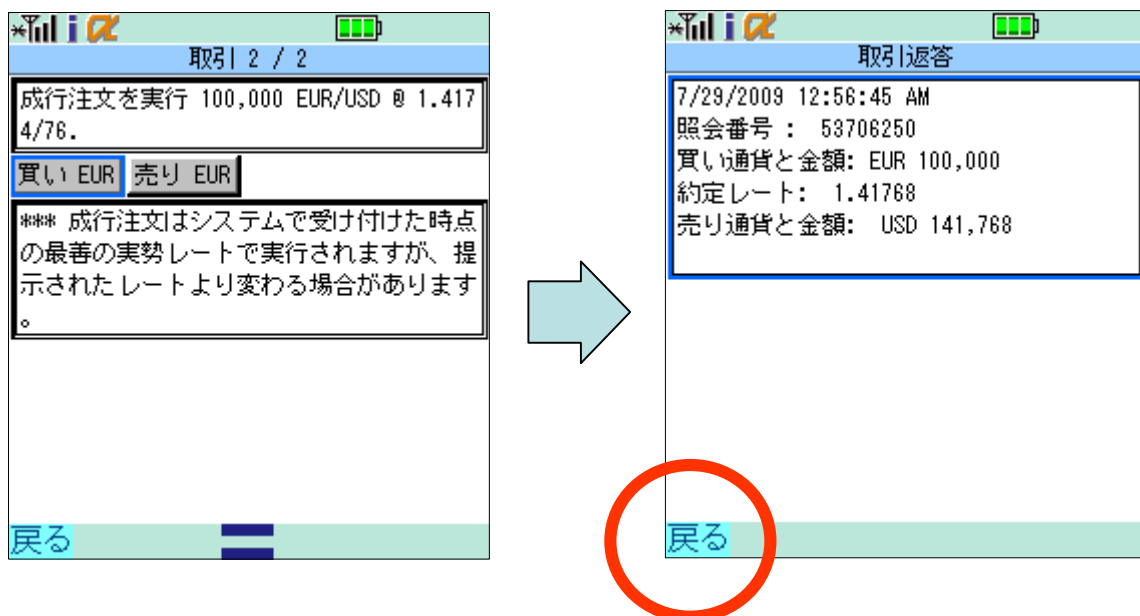 i α
取引 2 / 2
成行注文を実行 100,000 EUR/USD @ 1.417
4/76.
買い EUR 売り EUR
*** 成行注文はシステムで受け付けた時点
の最善の実勢レートで実行されますが、提
示されたレートより変わる場合があります
。
戻る
i α
取引返答
7/29/2009 12:56:45 AM
照会番号 : 53706250
買い通貨と金額: EUR 100,000
約定レート: 1.41768
売り通貨と金額: USD 141,768
戻る